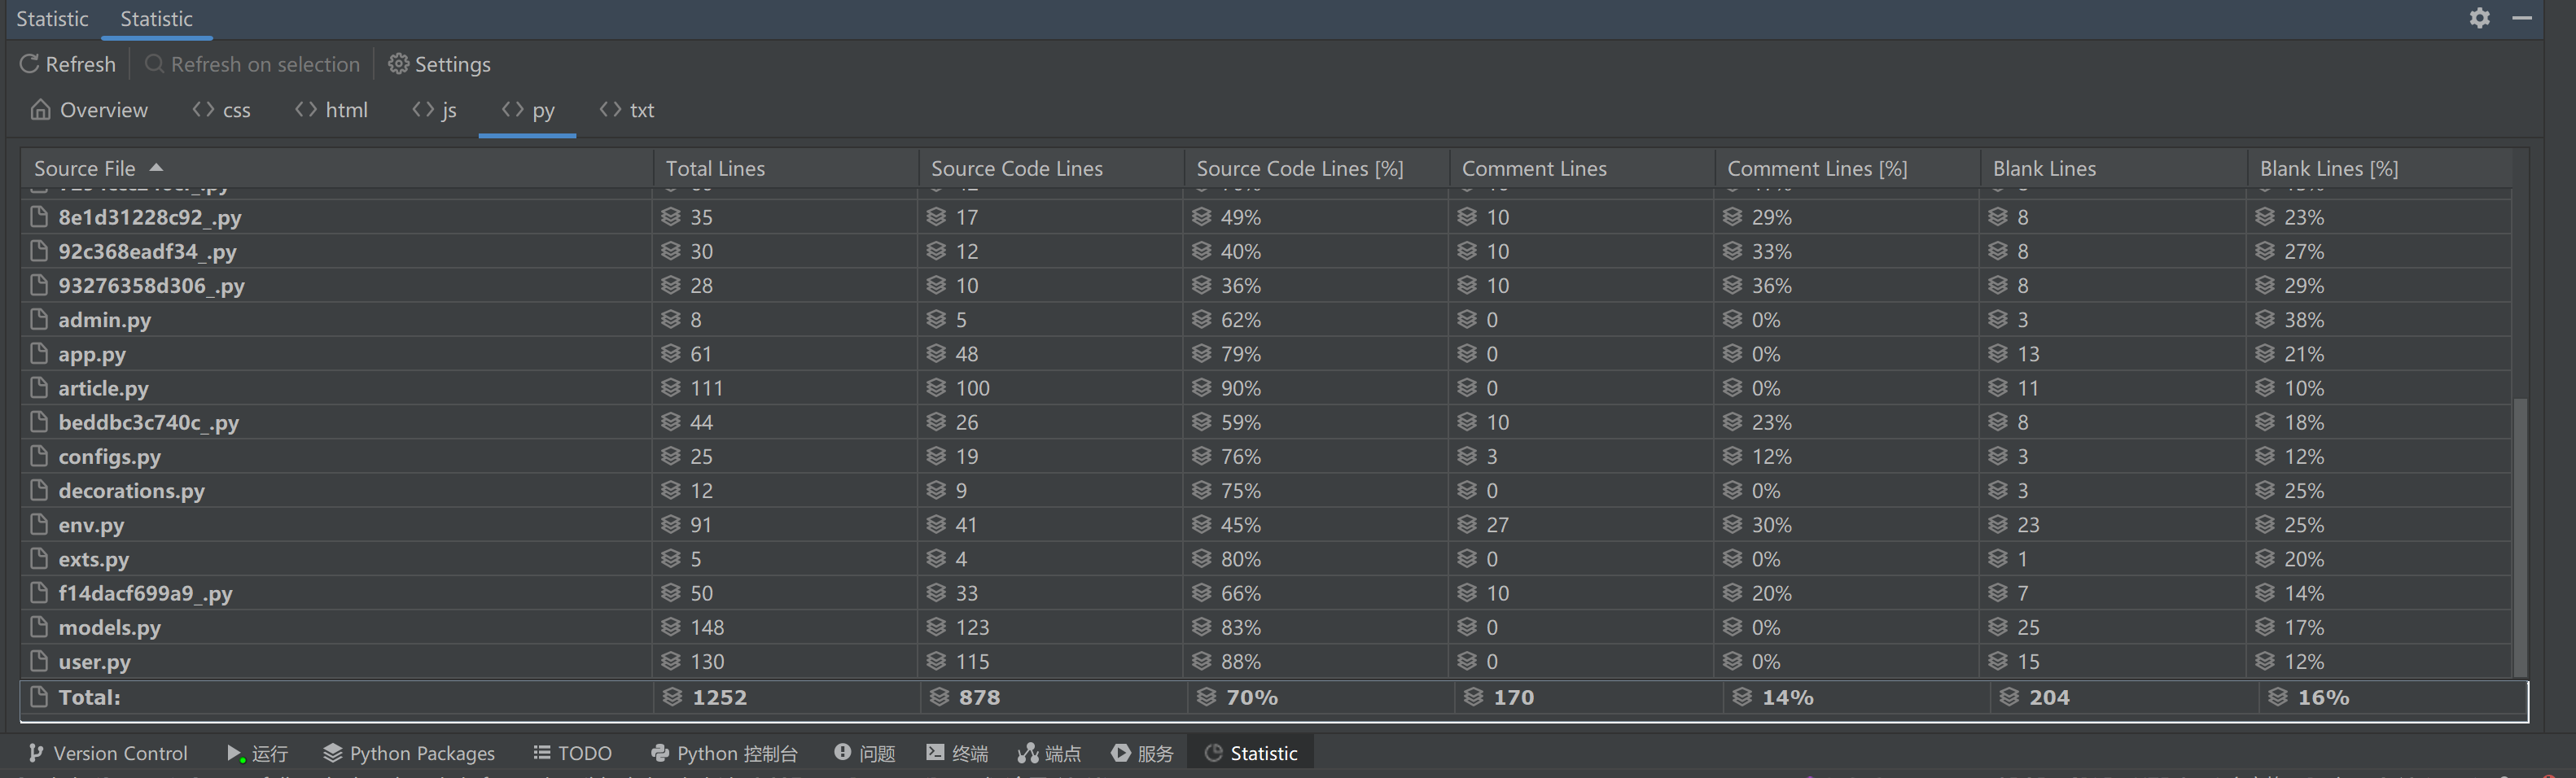 Statistic Statistic
Refresh Refresh on selection Settings
Overview css html js py txt
Source File Total Lines Source Code Lines Source Code Lines [%] Comment Lines Comment Lines [%] Blank Lines Blank Lines [%]
8e1d31228c92_.py 35 17 49% 10 29% 8 23%
92c368eadf34_.py 30 12 40% 10 33% 8 27%
93276358d306_.py 28 10 36% 10 36% 8 29%
admin.py 8 5 62% 0 0% 3 38%
app.py 61 48 79% 0 0% 13 21%
article.py 111 100 90% 0 0% 11 10%
beddbc3c740c_.py 44 26 59% 10 23% 8 18%
configs.py 25 19 76% 3 12% 3 12%
decorations.py 12 9 75% 0 0% 3 25%
env.py 91 41 45% 27 30% 23 25%
exts.py 5 4 80% 0 0% 1 20%
f14dacf699a9_.py 50 33 66% 10 20% 7 14%
models.py 148 123 83% 0 0% 25 17%
user.py 130 115 88% 0 0% 15 12%
Total: 1252 878 70% 170 14% 204 16%
Version Control 运行 Python Packages TODO Python 控制台 问题 终端 端点 服务 Statistic